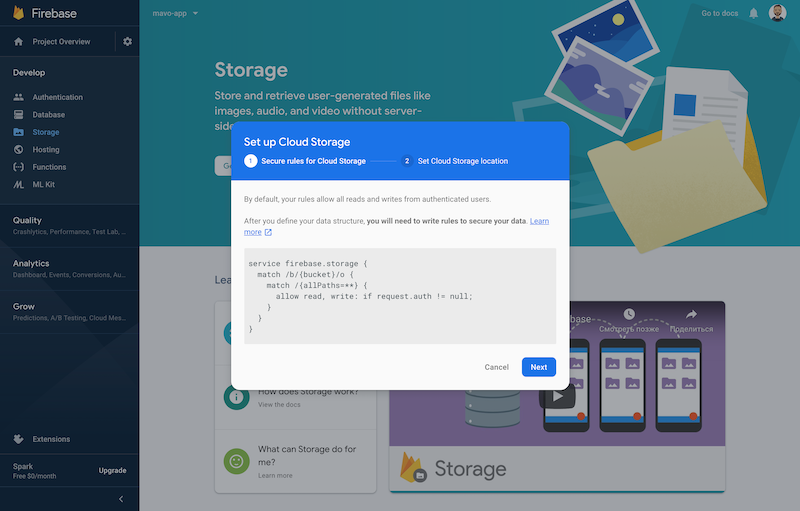 Firebase
Project Overview
Develop
Authentication
Database
Storage
Hosting
Functions
ML Kit
Quality
Crashlytics, Performance, Test Lab, ...
Analytics
Dashboard, Events, Conversions, Au...
Grow
Predictions, A/B Testing, Cloud Mes...
Extensions
Spark
Free $0/month
Upgrade
mavo-app
Go to docs
Storage
Store and retrieve user-generated files like
images, audio, and video without server-
side
Set up Cloud Storage
1 Secure rules for Cloud Storage
2 Set Cloud Storage location
By default, your rules allow all reads and writes from authenticated users.
After you define your data structure, you will need to write rules to secure your data. Learn
more
service firebase.storage {
match /b/{bucket}/o {
match /{allPaths=**} {
allow read, write: if request.auth != null;
}
}
}
Cancel
Next
Lea
How does Storage work?
View the docs
What can Storage do for
me?
Learn more
base
Смотреть позже
Поделиться
Storage